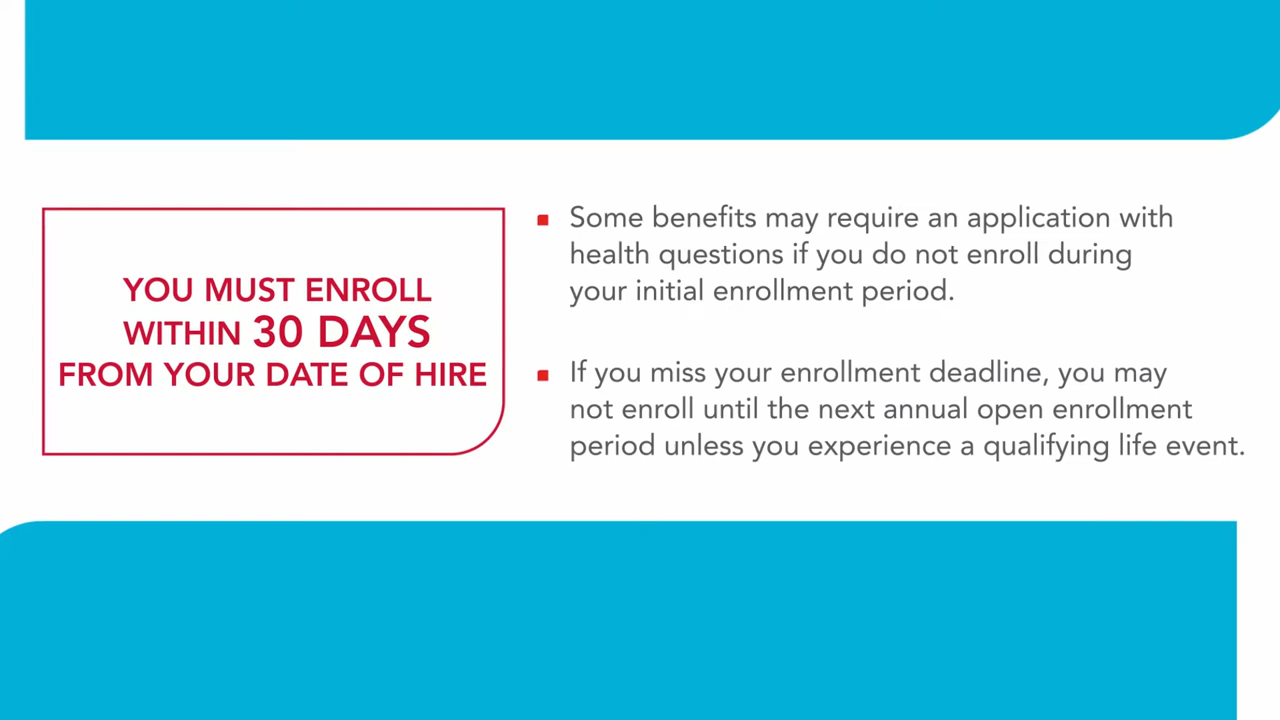 YOU MUST ENROLL
WITHIN 30 DAYS
FROM YOUR DATE OF HIRE
Some benefits may require an application with
health questions if you do not enroll during
your initial enrollment period.
If you miss your enrollment deadline, you may
not enroll until the next annual open enrollment
period unless you experience a qualifying life event.